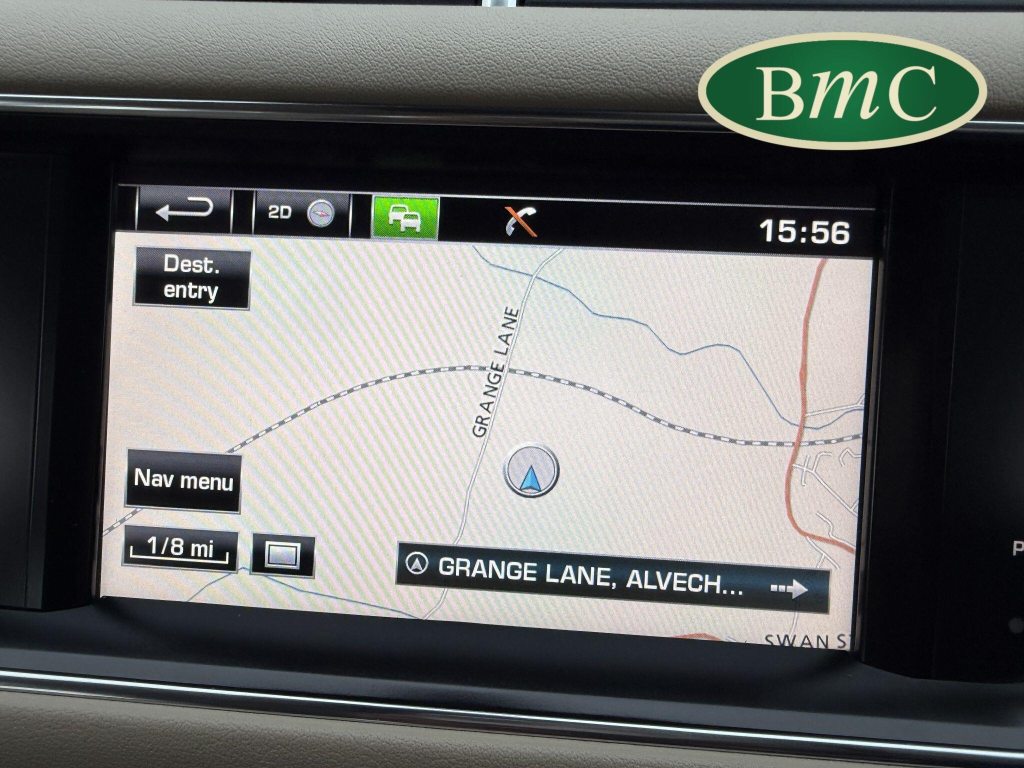 BmC
2D
15:56
Dest.
entry
GRANGE LANE
Nav menu
1/8 mi
GRANGE LANE, ALVECH...
SWAN S
P